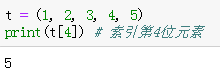 t = (1, 2, 3, 4, 5)
print(t[4]) # 索引第4位元素
5